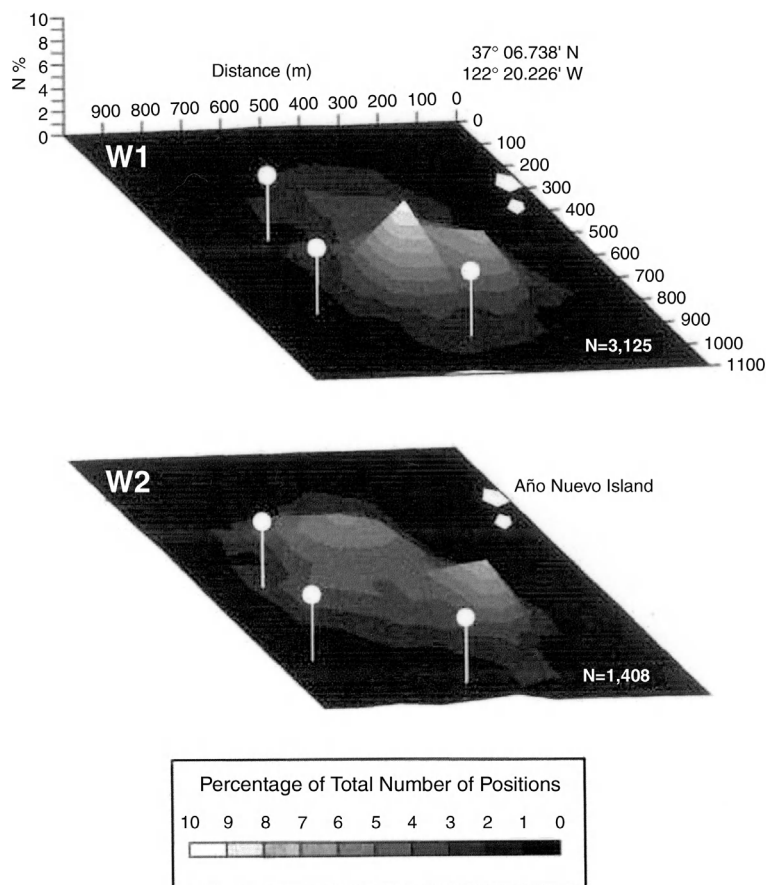 10
8
6
4
2
0
N %
Distance (m)
37° 06.738' N
122° 20.226' W
900 800 700 600 500 400 300 200 100 0
0
100
200
300
400
500
600
700
800
900
1000
1100
W1
N=3,125
W2
Año Nuevo Island
N=1,408
Percentage of Total Number of Positions
10 9 8 7 6 5 4 3 2 1 0